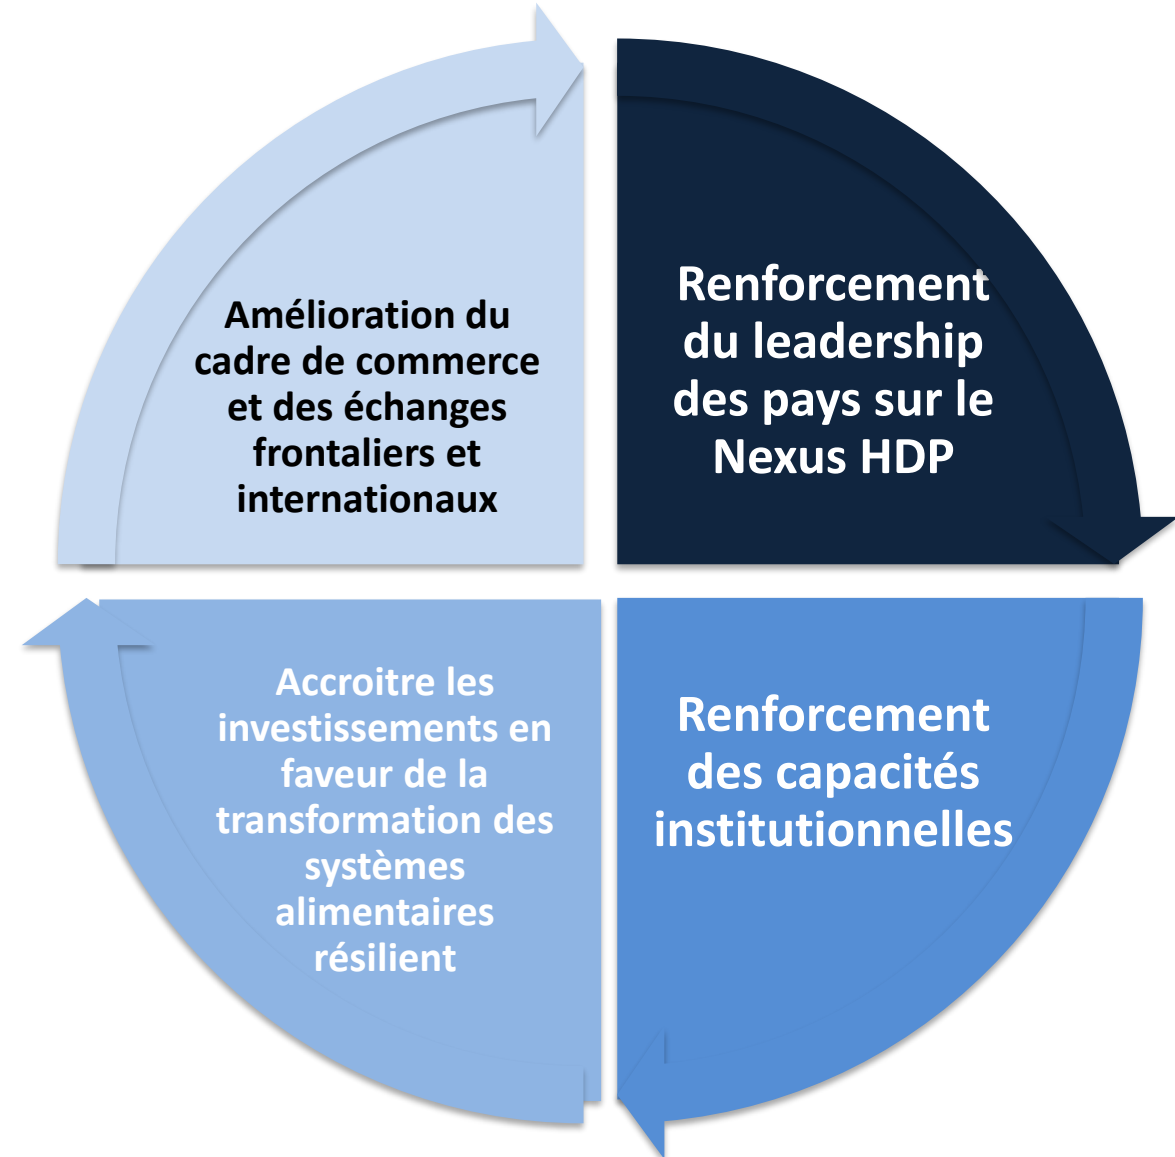 Amélioration du
cadre de commerce
et des échanges
frontaliers et
internationaux
Renforcement
du leadership
des pays sur le
Nexus HDP
Accroitre les
investissements en
faveur de la
transformation des
systèmes
alimentaires
résilient
Renforcement
des capacités
institutionnelles